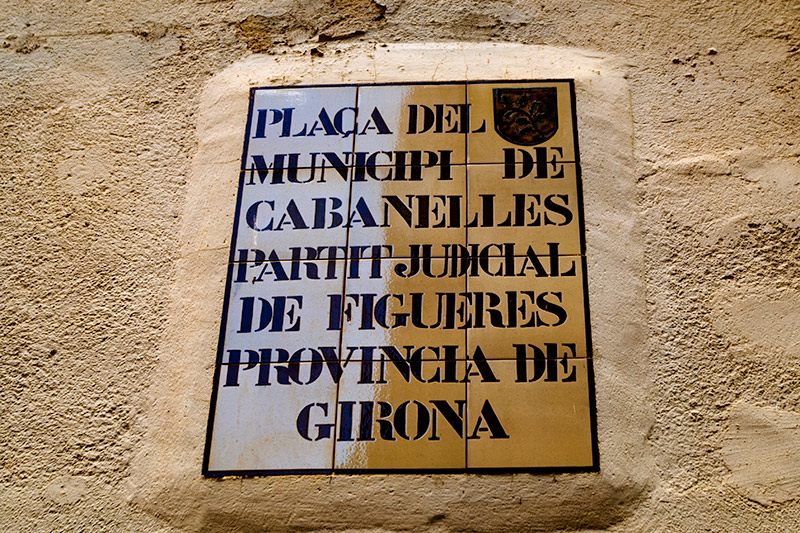 PLAÇA DEL
MUNICIPI DE
CABANELLES
PARTIT JUDICIAL
DE FIGUERES
PROVINCIA DE
GIRONA